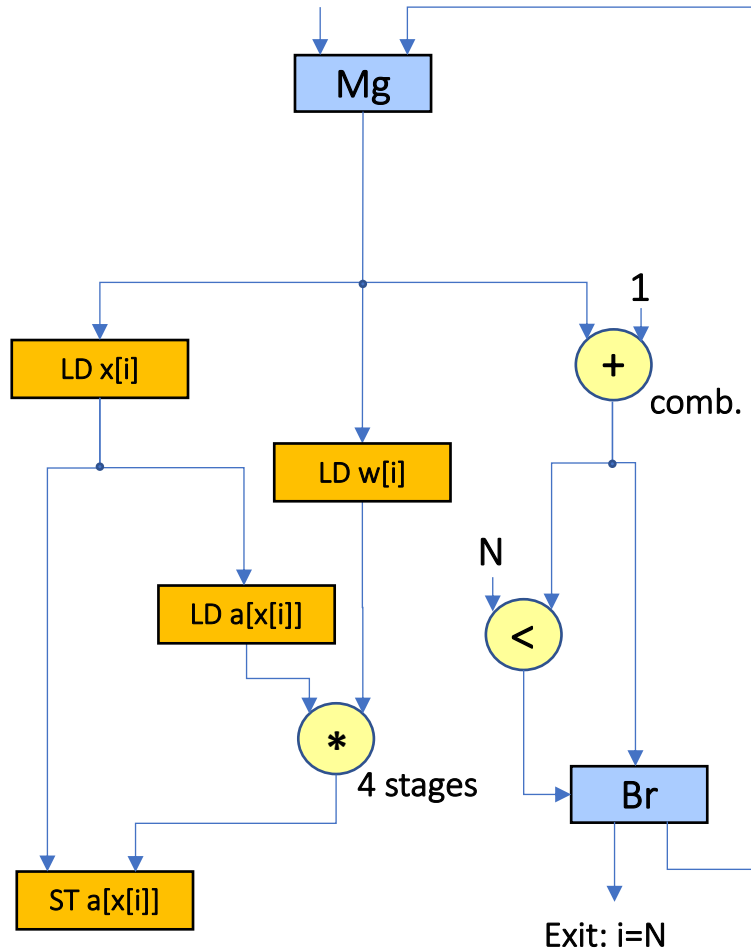 Mg
1
LD x[i]
+
comb.
LD w[i]
N
LD a[x[i]]
<
*
4 stages
Br
ST a[x[i]]
Exit: i=N